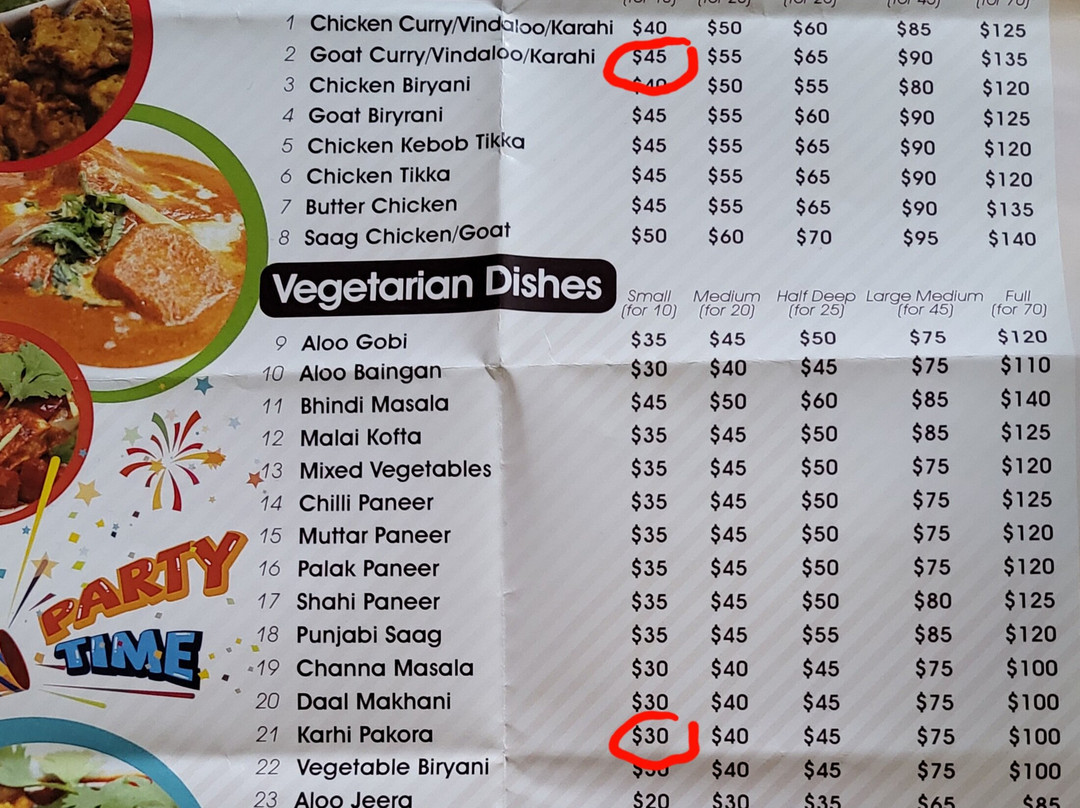 1 Chicken Curry/Vindaloo/Karahi $40 $50 $60 $85 $125
2 Goat Curry/Vindaloo/Karahi $45 $55 $65 $90 $135
3 Chicken Biryani $40 $50 $55 $80 $120
4 Goat Biryrani $45 $55 $60 $90 $125
5 Chicken Kebob Tikka $45 $55 $65 $90 $120
6 Chicken Tikka $45 $55 $65 $90 $120
7 Butter Chicken $45 $55 $65 $90 $135
8 Saag Chicken/Goat $50 $60 $70 $95 $140
Vegetarian Dishes
Small Medium Half Deep Large Medium Full
(for 10) (for 20) (for 25) (for 45) (for 70)
9 Aloo Gobi $35 $45 $50 $75 $120
10 Aloo Baingan $30 $40 $45 $75 $110
11 Bhindi Masala $45 $50 $60 $85 $140
12 Malai Kofta $35 $45 $50 $85 $125
13 Mixed Vegetables $35 $45 $50 $75 $120
14 Chilli Paneer $35 $45 $50 $75 $125
15 Muttar Paneer $35 $45 $50 $75 $120
16 Palak Paneer $35 $45 $50 $75 $120
17 Shahi Paneer $35 $45 $50 $80 $125
18 Punjabi Saag $35 $45 $55 $85 $120
19 Channa Masala $30 $40 $45 $75 $100
20 Daal Makhani $30 $40 $45 $75 $100
21 Karhi Pakora $30 $40 $45 $75 $100
22 Vegetable Biryani $30 $40 $45 $75 $100
23 Aloo Jeera $20 $30 $35 $65 $85
PARTY
TIME